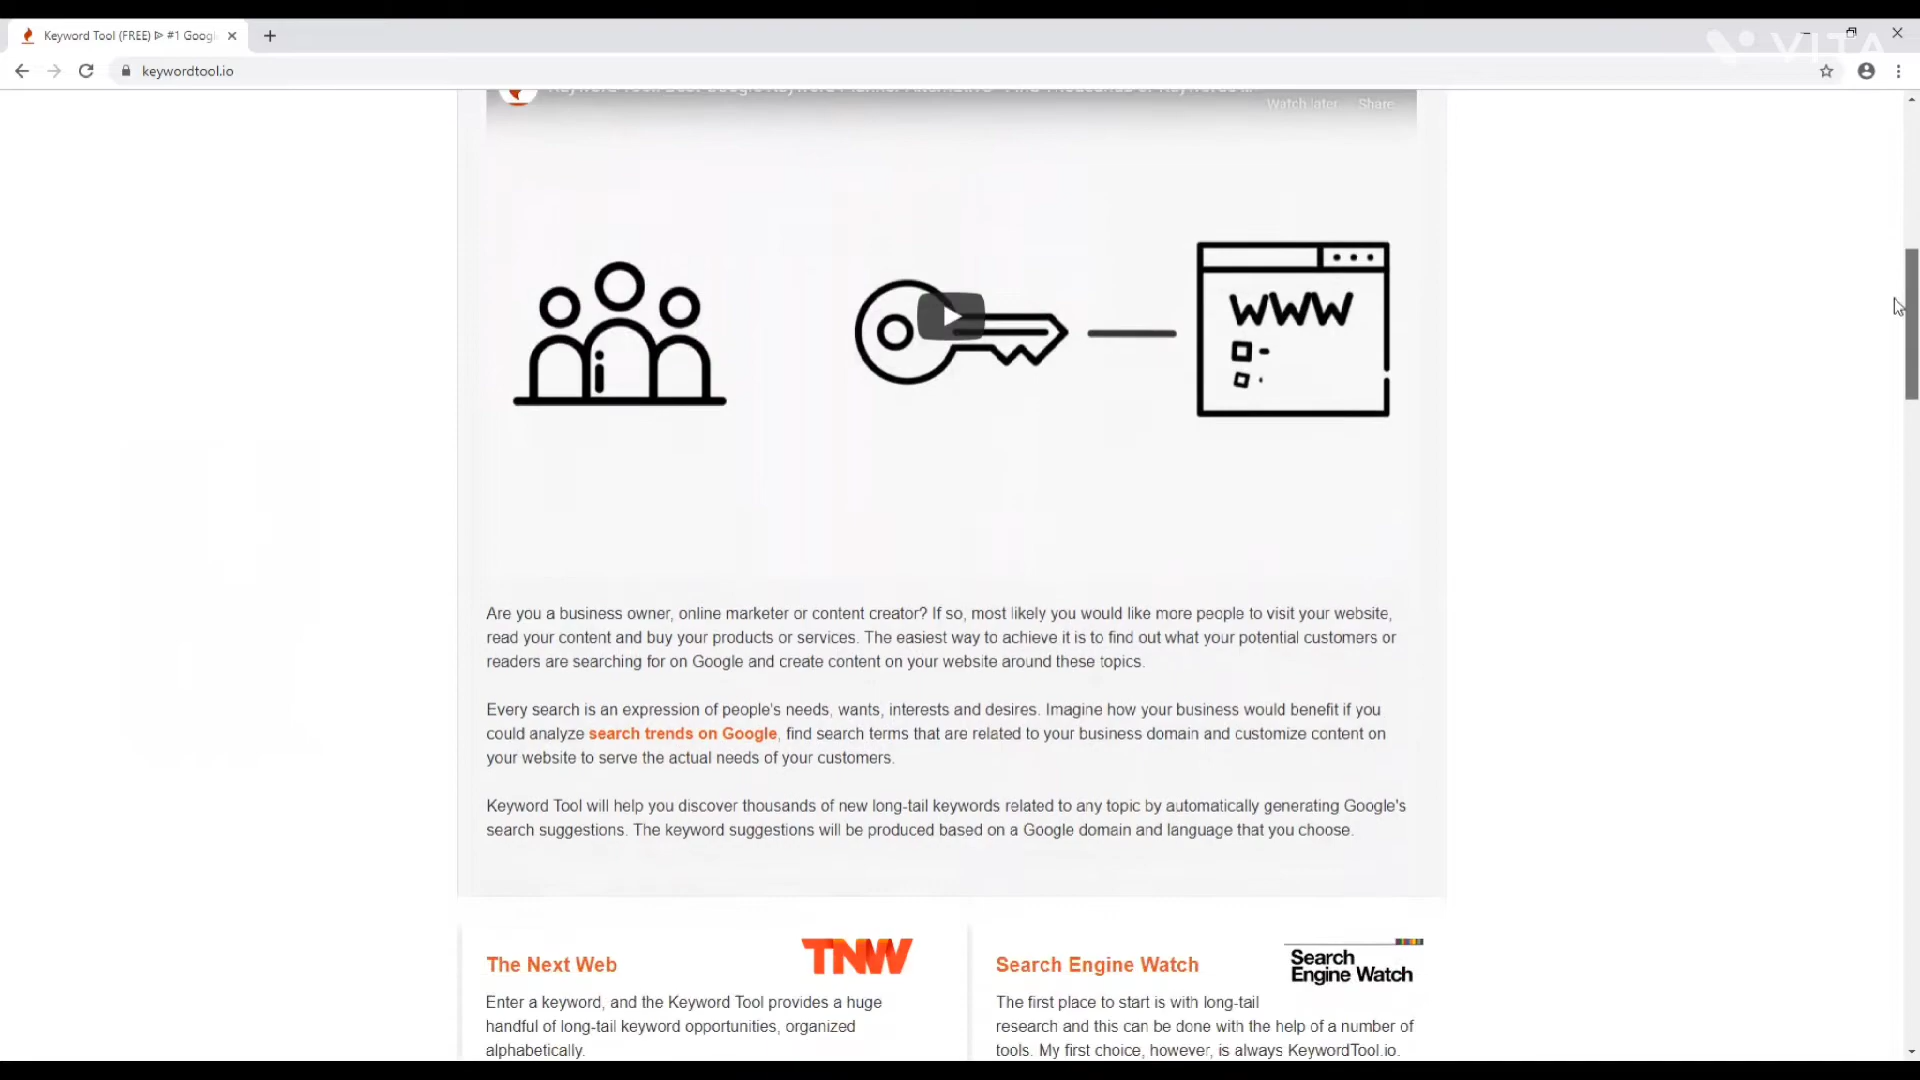 Keyword Tool (FREE) ᐅ #1 Googl
VITA
keywordtool.io
Watch later Share
WWW
Are you a business owner, online marketer or content creator? If so, most likely you would like more people to visit your website,
read your content and buy your products or services. The easiest way to achieve it is to find out what your potential customers or
readers are searching for on Google and create content on your website around these topics.
Every search is an expression of people's needs, wants, interests and desires. Imagine how your business would benefit if you
could analyze search trends on Google, find search terms that are related to your business domain and customize content on
your website to serve the actual needs of your customers.
Keyword Tool will help you discover thousands of new long-tail keywords related to any topic by automatically generating Google's
search suggestions. The keyword suggestions will be produced based on a Google domain and language that you choose.
The Next Web
TNW
Enter a keyword, and the Keyword Tool provides a huge
handful of long-tail keyword opportunities, organized
alphabetically.
Search Engine Watch
Search
Engine Watch
The first place to start is with long-tail
research and this can be done with the help of a number of
tools. My first choice, however, is always KeywordTool.io.